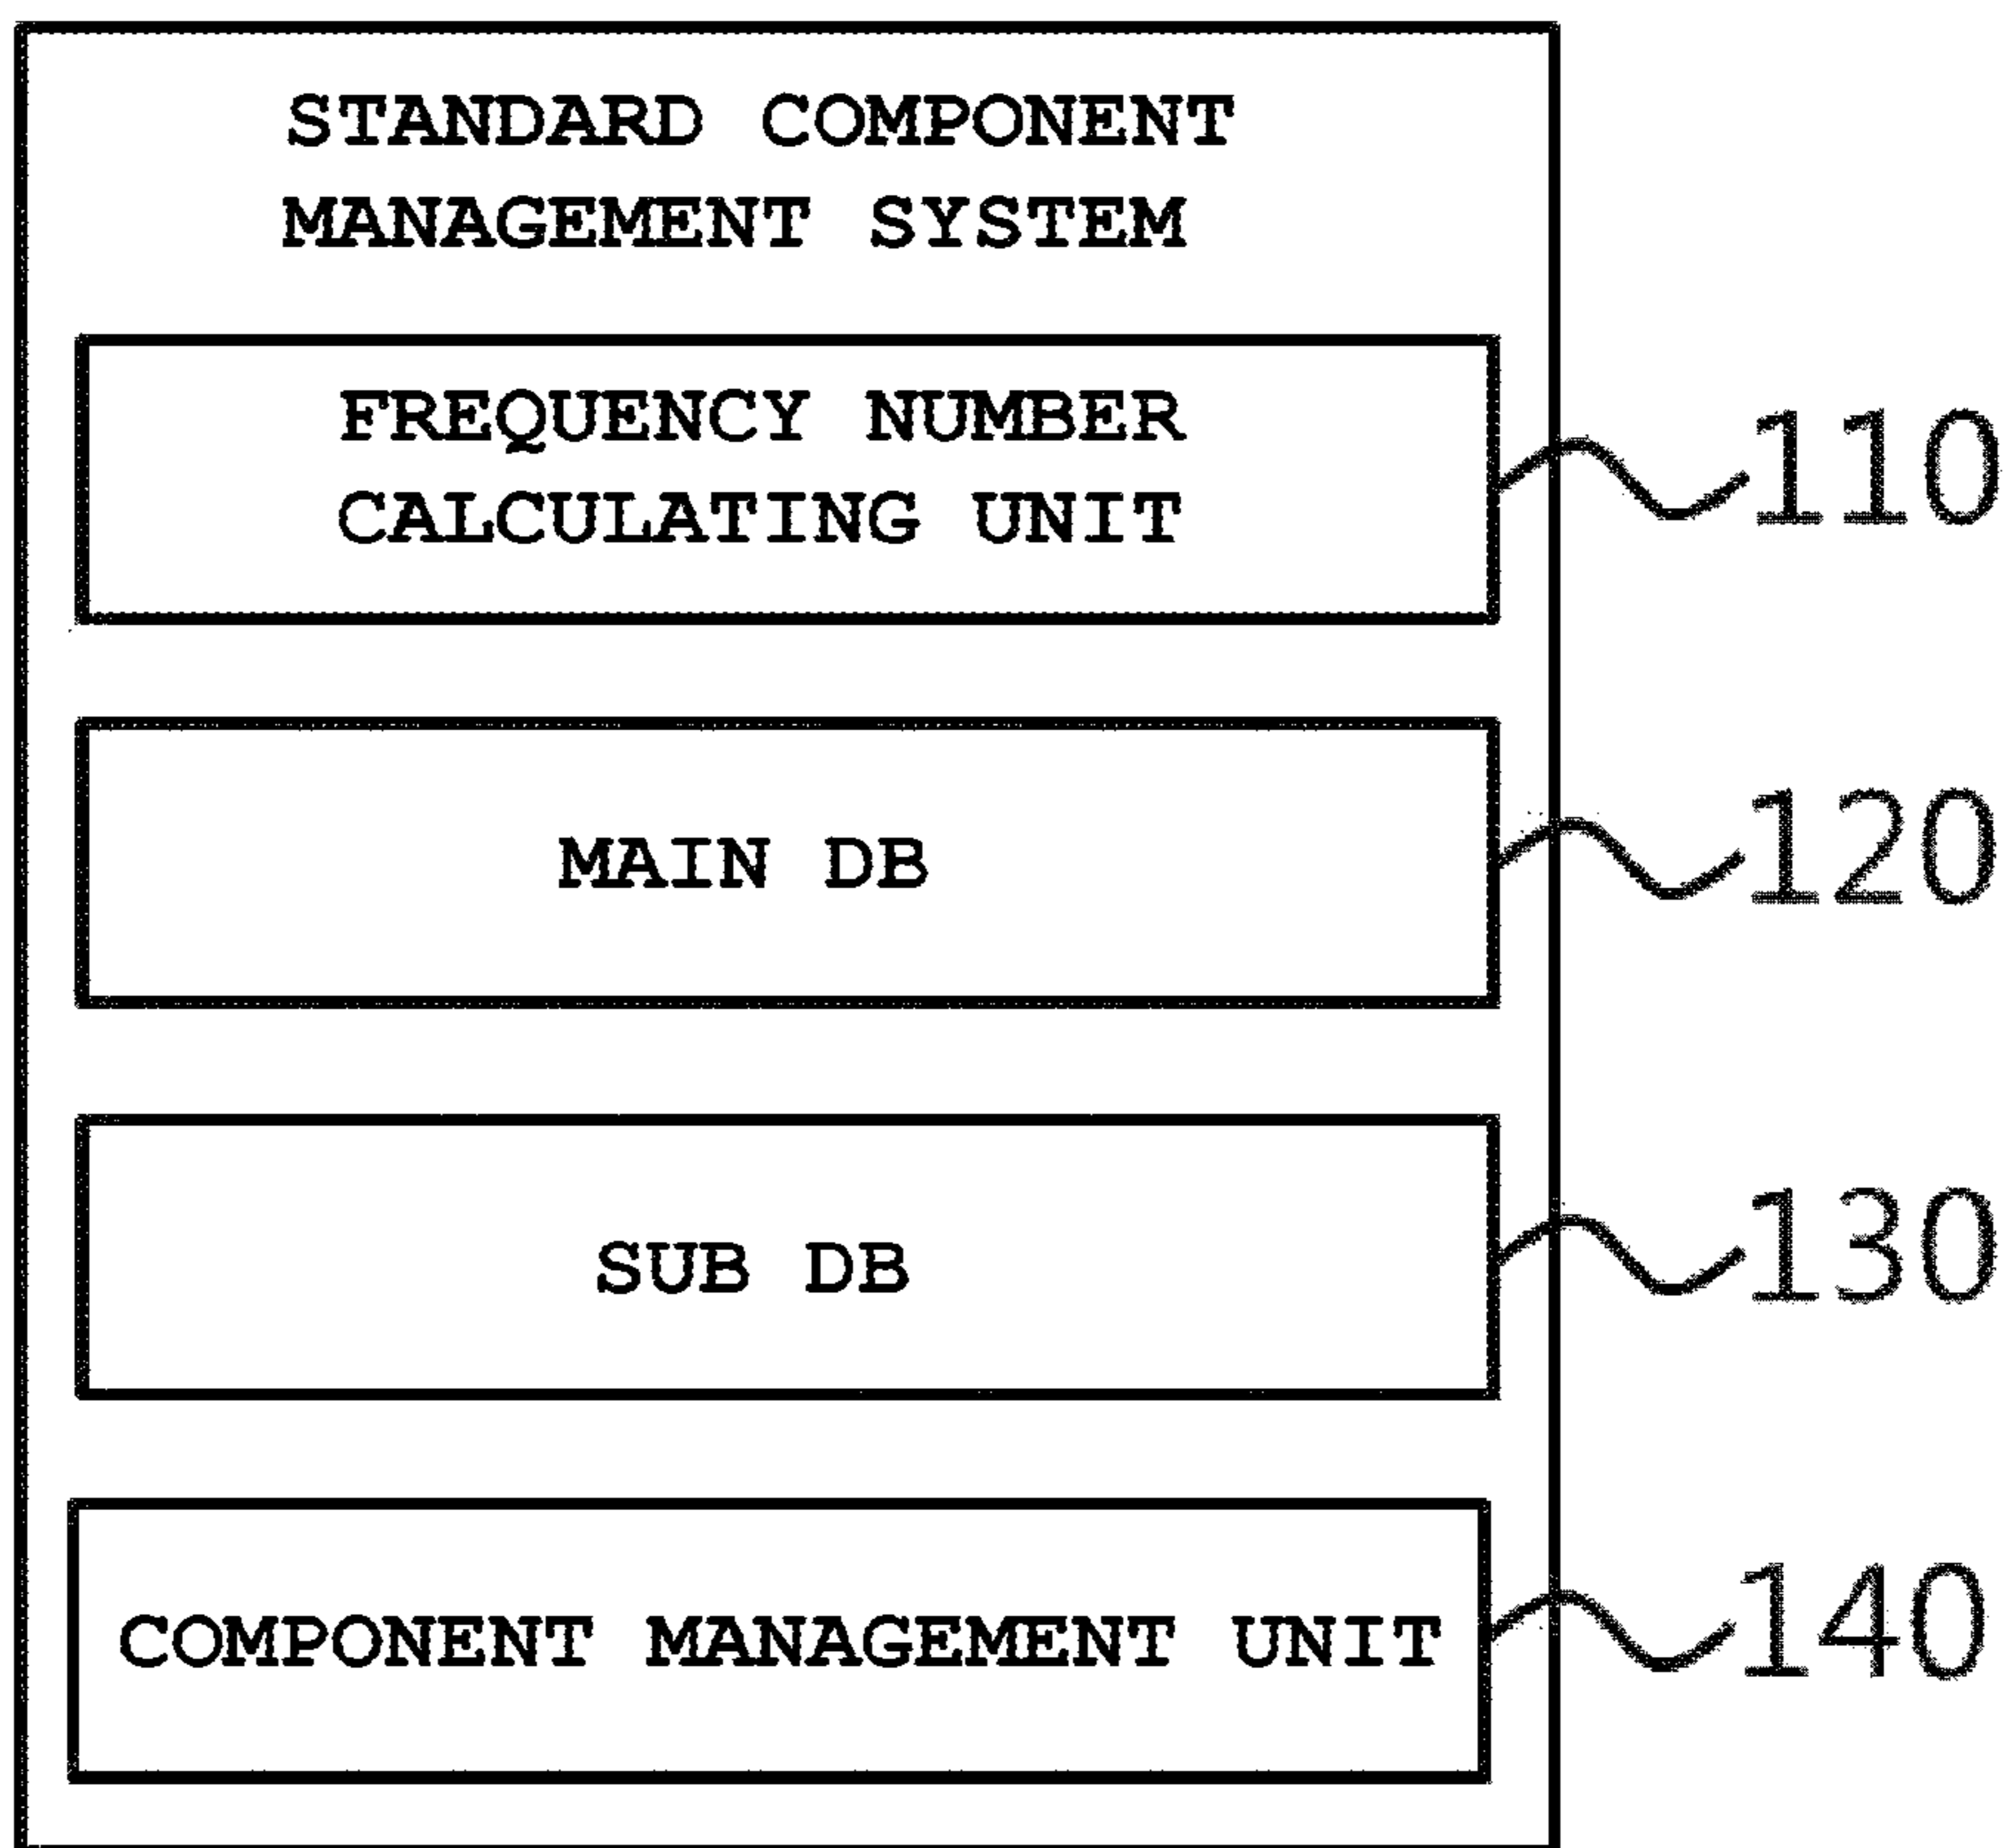 STANDARD COMPONENT
MANAGEMENT SYSTEM
FREQUENCY NUMBER
CALCULATING UNIT
110
MAIN DB
120
SUB DB
130
COMPONENT MANAGEMENT UNIT
140